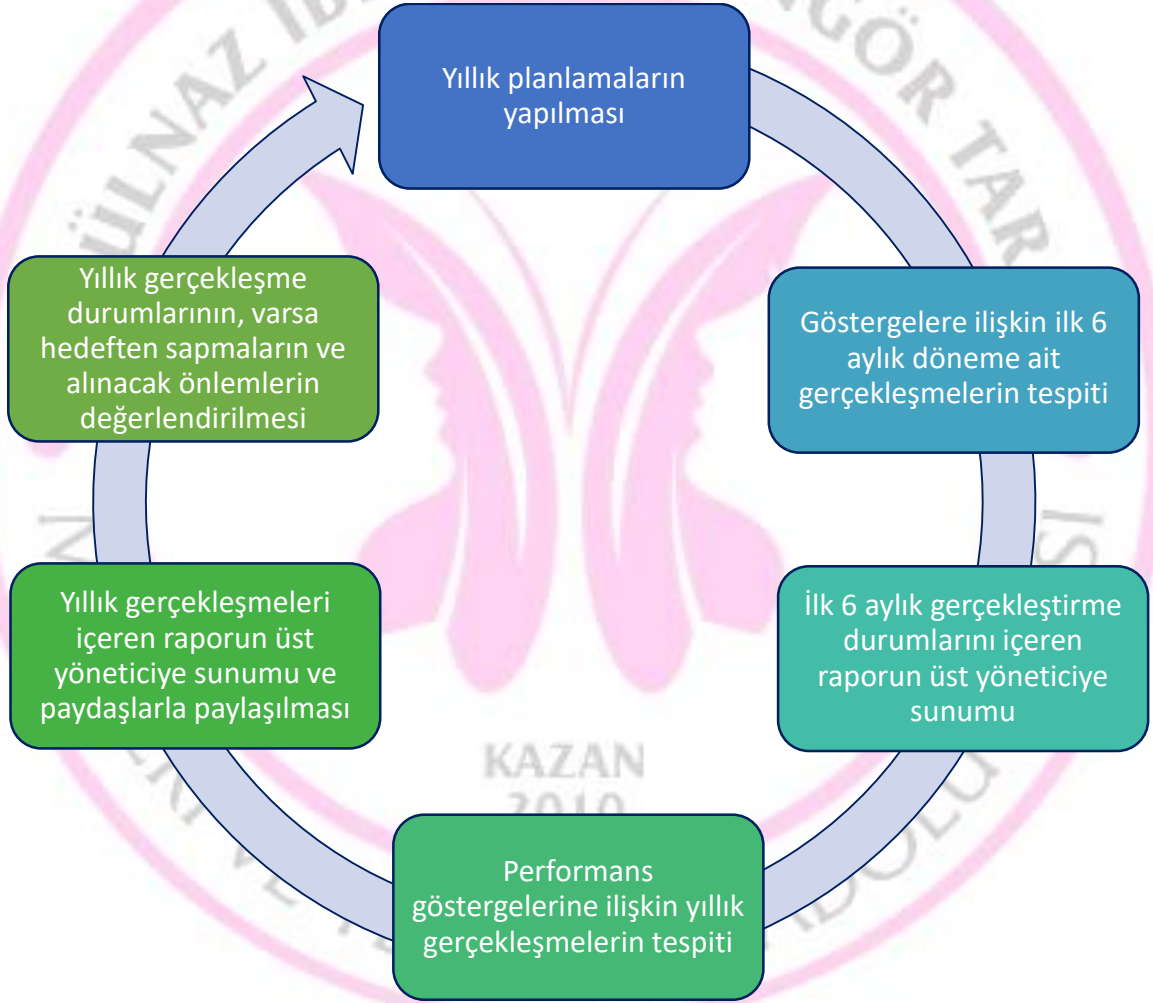 Yıllık planlamaların
yapılması
Göstergelere ilişkin ilk 6
aylık döneme ait
gerçekleşmelerin tespiti
İlk 6 aylık gerçekleştirme
durumlarını içeren
raporun üst yöneticiye
sunumu
Performans
göstergelerine ilişkin yıllık
gerçekleşmelerin tespiti
Yıllık gerçekleşmeleri
içeren raporun üst
yöneticiye sunumu ve
paydaşlarla paylaşılması
Yıllık gerçekleşme
durumlarının, varsa
hedeften sapmaların ve
alınacak önlemlerin
değerlendirilmesi
KAZAN
2010